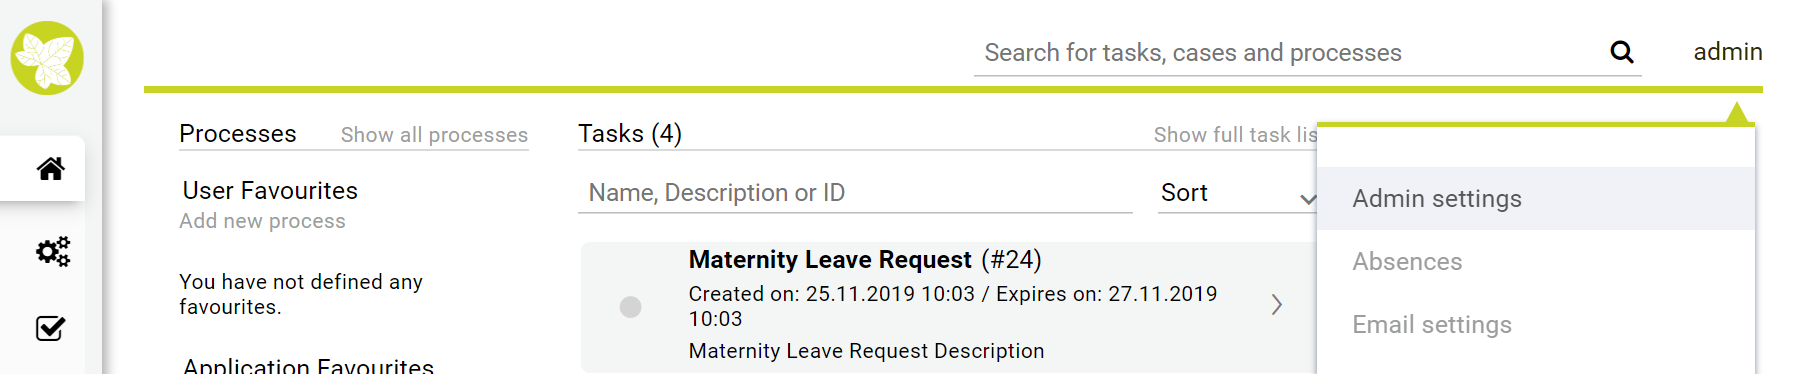 Search for tasks, cases and processes
admin
Processes
Show all processes
User Favourites
Add new process
You have not defined any
favourites.
Application Favourites
Tasks (4)
Show full task lis
Name, Description or ID
Sort
Maternity Leave Request (#24)
Created on: 25.11.2019 10:03 / Expires on: 27.11.2019
10:03
Maternity Leave Request Description
Admin settings
Absences
Email settings